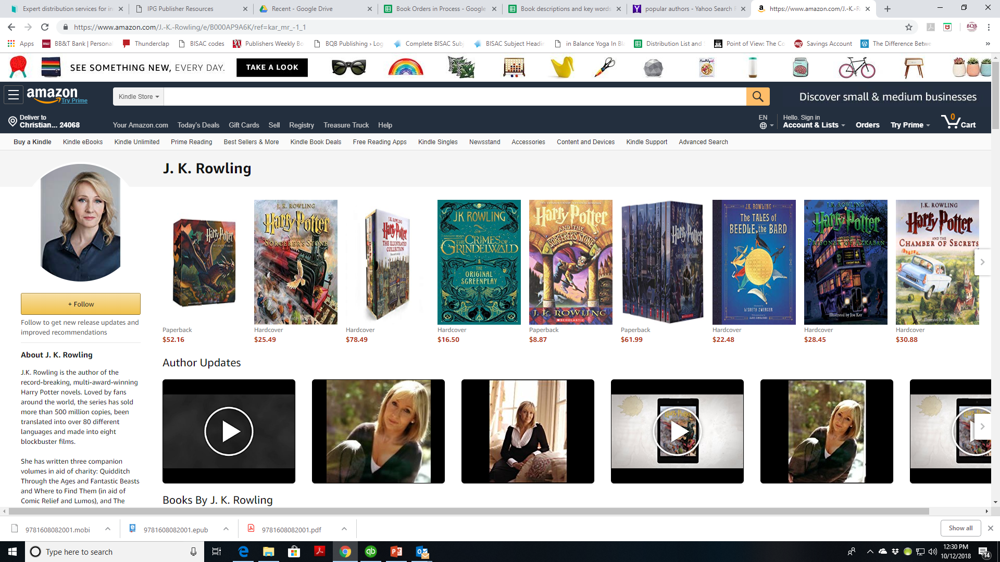 Expert distribution services for in
IPG Publisher Resources
Recent - Google Drive
Book Orders in Process - Google
Book descriptions and key words
popular authors - Yahoo Search
https://www.amazon.com/J.-K.-R
https://www.amazon.com/J.-K.-Rowling/e/B000AP9A6K/ref=kar_mr_-1_1
BQB
Apps
BB&T Bank | Personal
Thunderclap
BISAC codes
Publishers Weekly Bo
BQB Publishing › Log
Complete BISAC Subj
BISAC Subject Headin
in Balance Yoga In Bl
Distribution List and
Point of View: The Co
Savings Account
The Difference Betwe
SEE SOMETHING NEW, EVERY DAY.
TAKE A LOOK
amazon
Try Prime
Kindle Store
Discover small & medium businesses
Deliver to
Christian... 24068
Your Amazon.com
Today's Deals
Gift Cards
Sell
Registry
Treasure Truck
Help
EN
Hello. Sign in
Account & Lists
Orders
Try Prime
0
Cart
Buy a Kindle
Kindle eBooks
Kindle Unlimited
Prime Reading
Best Sellers & More
Kindle Book Deals
Free Reading Apps
Kindle Singles
Newsstand
Accessories
Content and Devices
Kindle Support
Advanced Search
J. K. Rowling
Harry Potter
J. K. ROWLING
Harry Potter
SORCERER'S STONE
Illustrated by JIM KAY
J.K. ROWLING
Harry Potter
THE ILLUSTRATED
COLLECTION
J.K. ROWLING
THE CRIMES OF
GRINDELWALD
THE
ORIGINAL
SCREENPLAY
Harry Potter
AND THE
SORCERER'S STONE
J. K. ROWLING
SCHOLASTIC
Harry Potter
and the
Sorcerer's Stone
J.K. ROWLING
The TALES of
BEEDLE the BARD
LISBETH ZWERGER
J.K. ROWLING
Harry Potter
PRISONER OF AZKABAN
KNIGHT BUS
Illustrated by JIM KAY
J.K. ROWLING
Harry Potter
AND THE
CHAMBER OF SECRETS
Illustrated by JIM KAY
Paperback
$52.16
Hardcover
$25.49
Hardcover
$78.49
Hardcover
$16.50
Paperback
$8.87
Paperback
$61.99
Hardcover
$22.48
Hardcover
$28.45
Hardcover
$30.88
+ Follow
Follow to get new release updates and
improved recommendations
About J. K. Rowling
J.K. Rowling is the author of the
record-breaking, multi-award-winning
Harry Potter novels. Loved by fans
around the world, the series has sold
more than 500 million copies, been
translated into over 80 different
languages and made into eight
blockbuster films.
She has written three companion
volumes in aid of charity: Quidditch
Through the Ages and Fantastic Beasts
and Where to Find Them (in aid of
Comic Relief and Lumos), and The
Author Updates
Books By J. K. Rowling
9781608082001.mobi
9781608082001.epub
9781608082001.pdf
Show all
Type here to search
12:30 PM
10/12/2018
14